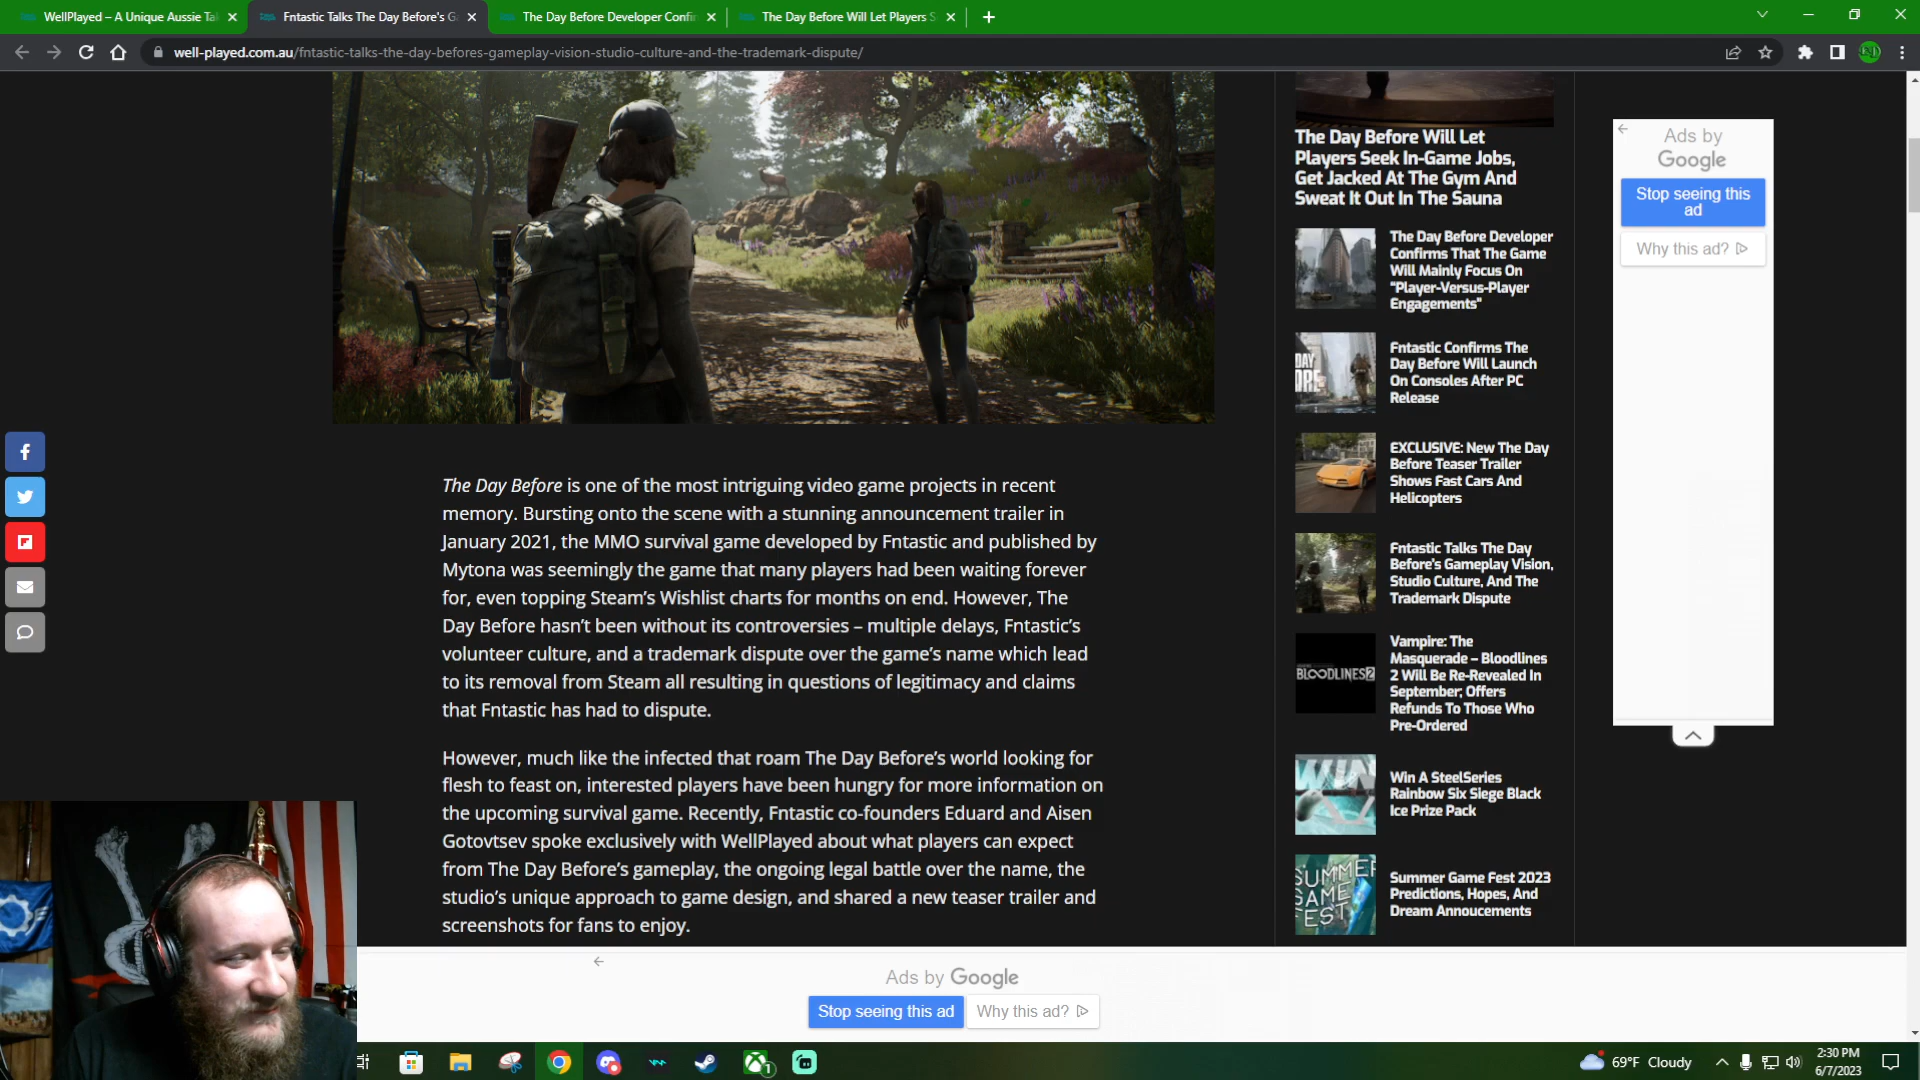 WellPlayed – A Unique Aussie Ta
Fntastic Talks The Day Before's G
The Day Before Developer Confir
The Day Before Will Let Players S
well-played.com.au/fntastic-talks-the-day-befores-gameplay-vision-studio-culture-and-the-trademark-dispute/
The Day Before is one of the most intriguing video game projects in recent
memory. Bursting onto the scene with a stunning announcement trailer in
January 2021, the MMO survival game developed by Fntastic and published by
Mytona was seemingly the game that many players had been waiting forever
for, even topping Steam's Wishlist charts for months on end. However, The
Day Before hasn't been without its controversies – multiple delays, Fntastic's
volunteer culture, and a trademark dispute over the game's name which lead
to its removal from Steam all resulting in questions of legitimacy and claims
that Fntastic has had to dispute.
However, much like the infected that roam The Day Before's world looking for
flesh to feast on, interested players have been hungry for more information on
the upcoming survival game. Recently, Fntastic co-founders Eduard and Aisen
Gotovtsev spoke exclusively with WellPlayed about what players can expect
from The Day Before's gameplay, the ongoing legal battle over the name, the
studio's unique approach to game design, and shared a new teaser trailer and
screenshots for fans to enjoy.
The Day Before Will Let
Players Seek In-Game Jobs,
Get Jacked At The Gym And
Sweat It Out In The Sauna
The Day Before Developer
Confirms That The Game
Will Mainly Focus On
"Player-Versus-Player
Engagements"
DAY
ORE
Fntastic Confirms The
Day Before Will Launch
On Consoles After PC
Release
EXCLUSIVE: New The Day
Before Teaser Trailer
Shows Fast Cars And
Helicopters
Fntastic Talks The Day
Before's Gameplay Vision,
Studio Culture, And The
Trademark Dispute
BLOODLINES2
Vampire: The
Masquerade – Bloodlines
2 Will Be Re-Revealed In
September; Offers
Refunds To Those Who
Pre-Ordered
WIN
Win A SteelSeries
Rainbow Six Siege Black
Ice Prize Pack
SUMMER
GAME
FEST
Summer Game Fest 2023
Predictions, Hopes, And
Dream Annoucements
Ads by
Google
Stop seeing this
ad
Why this ad?
Ads by Google
Stop seeing this ad
Why this ad?
1
69°F Cloudy
2:30 PM
6/7/2023